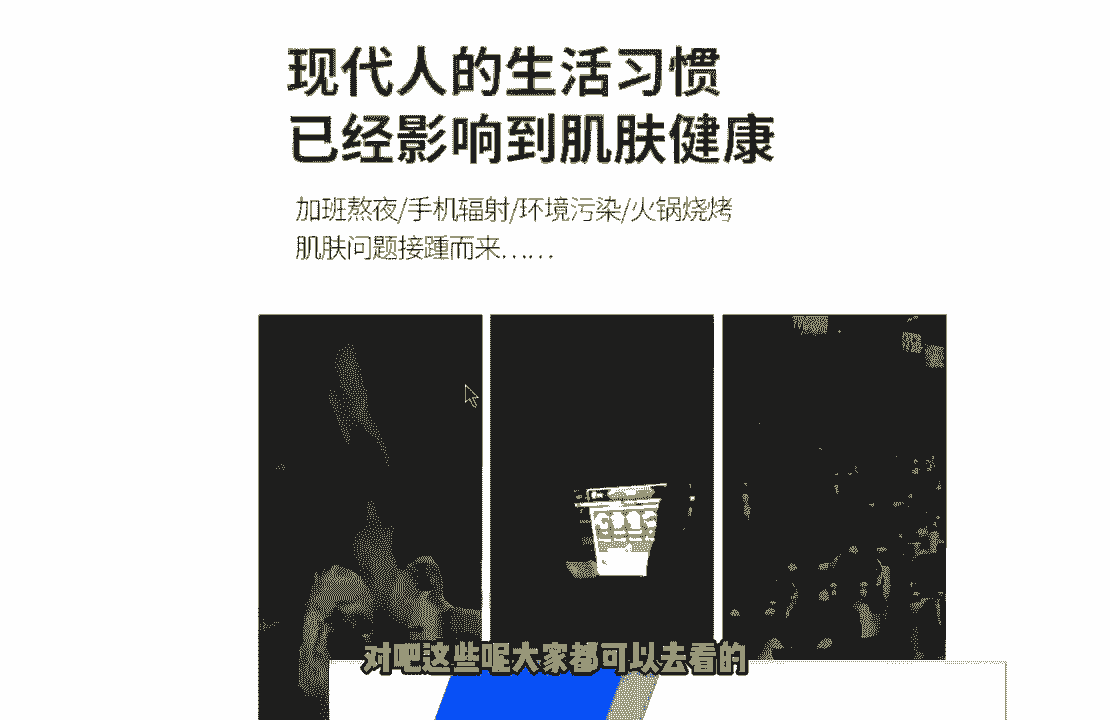 现代人的生活习惯
已经影响到肌肤健康
加班熬夜/手机辐射/环境污染/火锅烧烤
肌肤问题接踵而来……
对吧这些呢大家都可以去看的